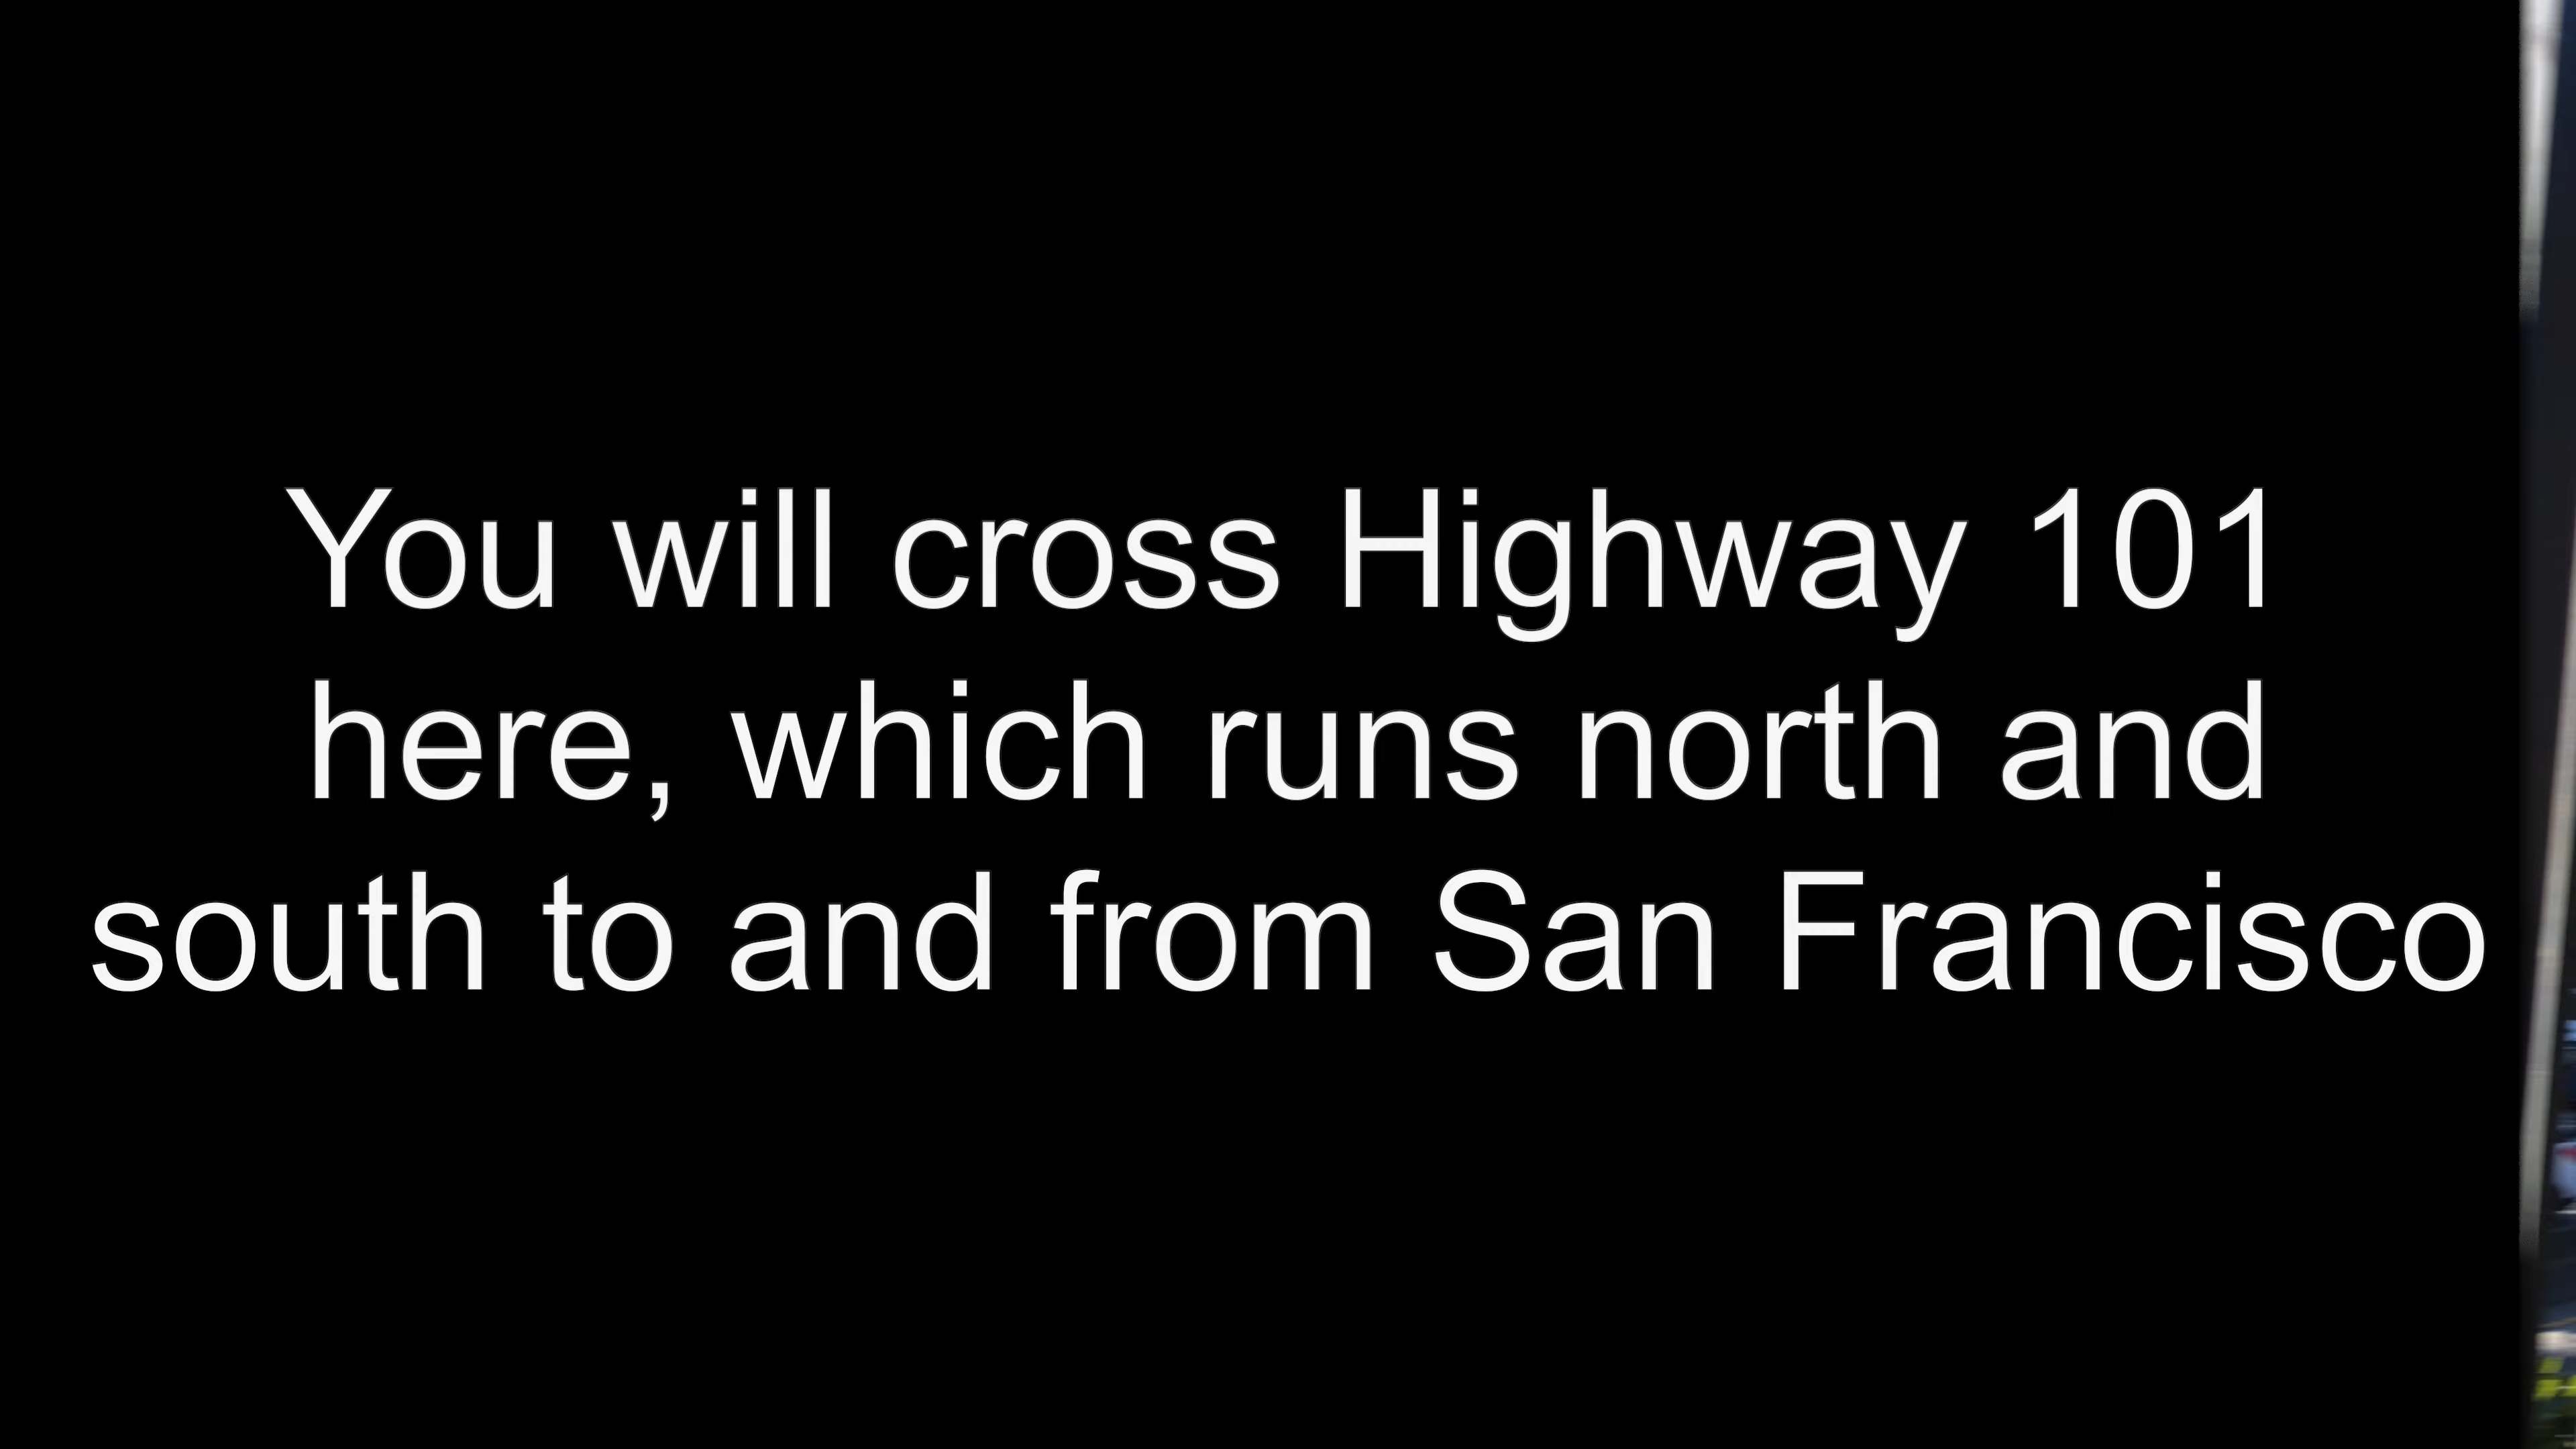 You will cross Highway 101
here, which runs north and
south to and from San Francisco